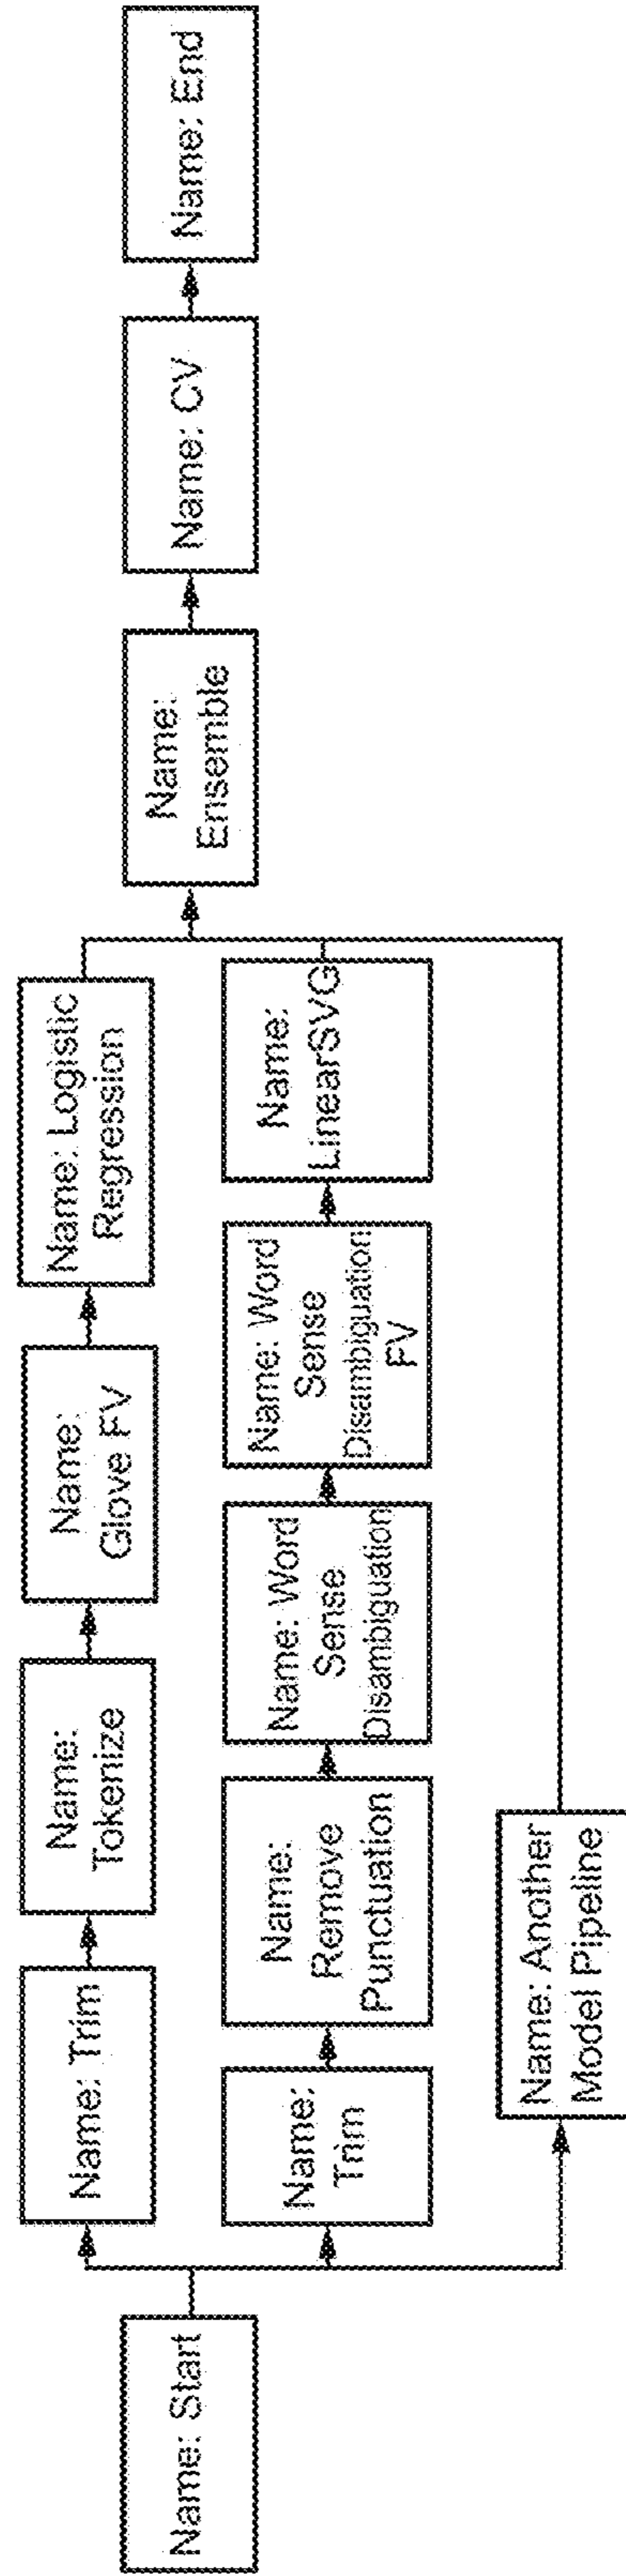 Name: Start
Name: Trim
Name:
Tokenize
Name:
Glove FV
Name: Logistic
Regression
Name:
Trim
Name:
Remove
Punctuation
Name: Word
Sense
Disambiguation
Name: Word
Sense
Disambiguation
FV
Name:
LinearSVG
Name: Another
Model Pipeline
Name:
Ensemble
Name: CV
Name: End